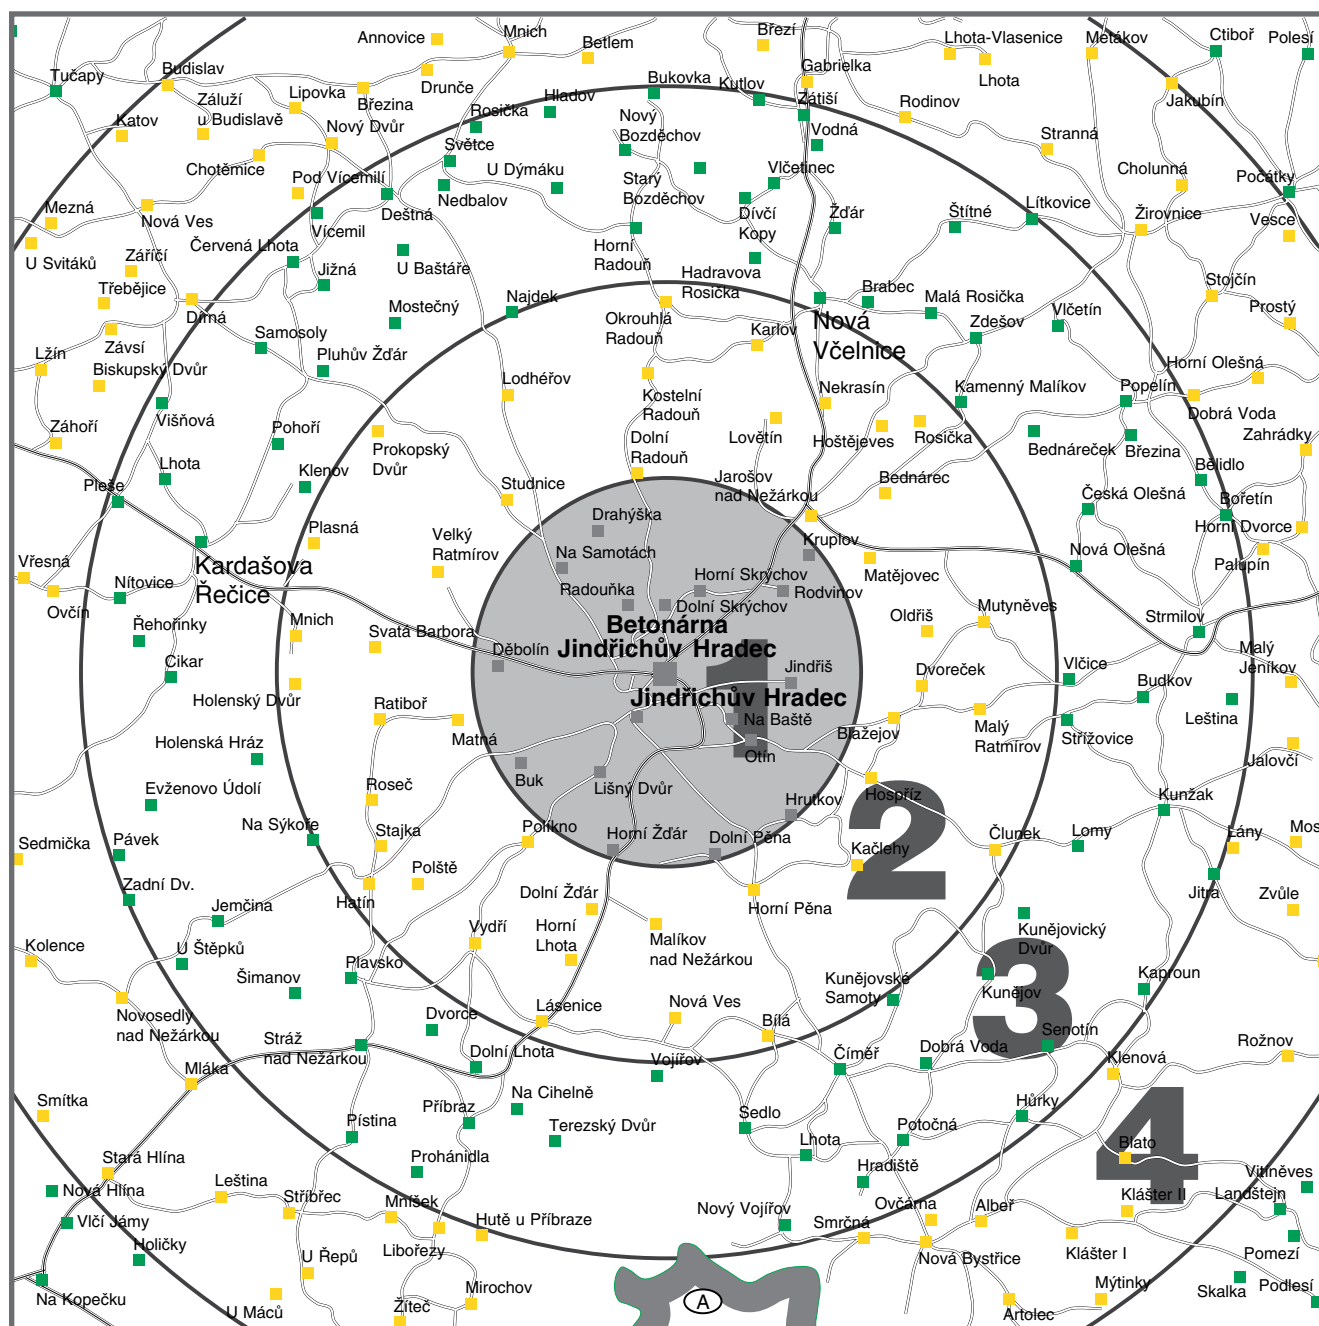 Annovice
Mnich
Betlem
Březí
Lhota-Vlasenice
Metákov
Ctiboř
Polesí
Tučapy
Budislav
Drunče
Bukovka
Kutlov
Gabrielka
Lhota
Jakubín
Záluží
u Budislavě
Lipovka
Březina
Rosička
Hladov
Zátiší
Rodinov
Katov
Nový Dvůr
Nový
Bozděchov
Vodná
Stranná
Chotěmice
Pod Vícemilí
Světce
U Dýmáku
Starý
Bozděchov
Vlčetinec
Cholunná
Počátky
Mezná
Nová Ves
Vícemil
Deštná
Nedbalov
Dívčí
Kopy
Žďár
Štítné
Lítkovice
Žirovnice
Vesce
U Svitáků
Záříčí
Červená Lhota
U Baštáře
Horní
Radouň
Třebějice
Jižná
Mostečný
Najdek
Hadravova
Rosička
Brabec
Malá Rosička
Vlčetín
Stojčín
Prostý
Dírná
Závsí
Samosoly
Okrouhlá
Radouň
Karlov
Nová
Včelnice
Zdešov
Lžín
Biskupský Dvůr
Pluhův Žďár
Lodhéřov
Kostelní
Radouň
Nekrasín
Kamenný Malíkov
Popelín
Horní Olešná
Dobrá Voda
Višňová
Záhoří
Pohoří
Prokopský
Dvůr
Dolní
Radouň
Lovětín
Hoštějeves
Rosička
Bednáreček
Březina
Zahrádky
Lhota
Klenov
Jarošov
nad Nežárkou
Bednárec
Bělidlo
Pleše
Studnice
Česká Olešná
Bořetín
Drahýška
Plasná
Velký
Ratmírov
Kruplov
Horní Dvorce
Na Samotách
Matějovec
Nová Olešná
Palupín
Vřesná
Kardašova
Řečice
Nítovice
Radouňka
Horní Skrýchov
Rodvinov
Ovčín
Dolní Skrýchov
Oldřiš
Mutyněves
Strmilov
Řehořinky
Mnich
Svatá Barbora
Betonárna
Jindřichův Hradec
1
Děbolín
Jindřiš
Malý
Jeníkov
Cikar
Dvoreček
Vlčice
Budkov
Holenský Dvůr
Ratiboř
Jindřichův Hradec
Leština
Matná
Na Baště
Blažejov
Malý
Ratmírov
Střížovice
Holenská Hráz
Otín
Jalovčí
Buk
Evženovo Údolí
Roseč
Lišný Dvůr
Hospříz
2
Kunžak
Hrutkov
Na Sýkoře
Stajka
Polikno
Sedmička
Pávek
Horní Žďár
Dolní Pěna
Kačlehy
Člunek
Lomy
Lány
Mos
Polště
Zadní Dv.
Jitra
Zvůle
Jemčina
Hatín
Dolní Žďár
Horní Pěna
Vydří
Horní
Lhota
Malíkov
nad Nežárkou
Kunějovický
Dvůr
3
Kolence
U Štěpků
Plavsko
Šimanov
Kunějovské
Samoty
Kunějov
Kaproun
Novosedly
nad Nežárkou
Dvorce
Lásenice
Nová Ves
Bílá
Senotín
Stráž
nad Nežárkou
Dolní Lhota
Vojířov
Číměř
Dobrá Voda
Klenová
Rožnov
Mláka
Smítka
Na Cihelně
Pístina
Příbraz
Sedlo
Potočná
Hůrky
4
Terezský Dvůr
Lhota
Blato
Stará Hlína
Prohánidla
Hradiště
Vitiněves
Nová Hlína
Leština
Stříbrec
Mníšek
Hutě u Příbraze
Nový Vojířov
Ovčárna
Albeř
Klášter II
Landštejn
Vlčí Jámy
Smrčná
Holičky
U Řepů
Libořezy
Nová Bystřice
Klášter I
Pomezí
Na Kopečku
U Máců
Žíteč
Mirochov
A
Artolec
Mýtinky
Skalka
Podlesí